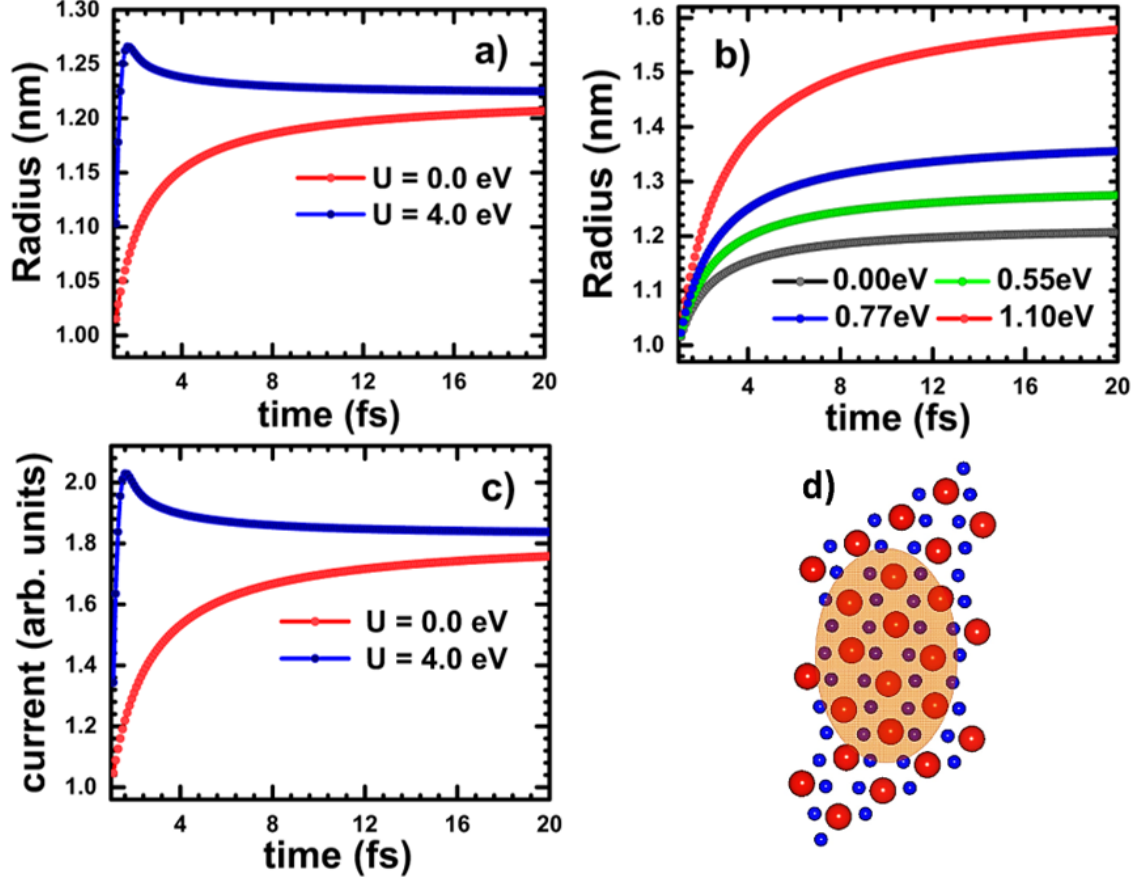 a)
Radius (nm)
1.30
1.25
1.20
1.15
1.10
1.05
1.00
U = 0.0 eV
U = 4.0 eV
4 8 12 16 20
time (fs)
b)
Radius (nm)
1.6
1.5
1.4
1.3
1.2
1.1
1.0
0.00eV 0.55eV
0.77eV 1.10eV
4 8 12 16 20
time (fs)
c)
current (arb. units)
2.0
1.8
1.6
1.4
1.2
1.0
U = 0.0 eV
U = 4.0 eV
4 8 12 16 20
time (fs)
d)